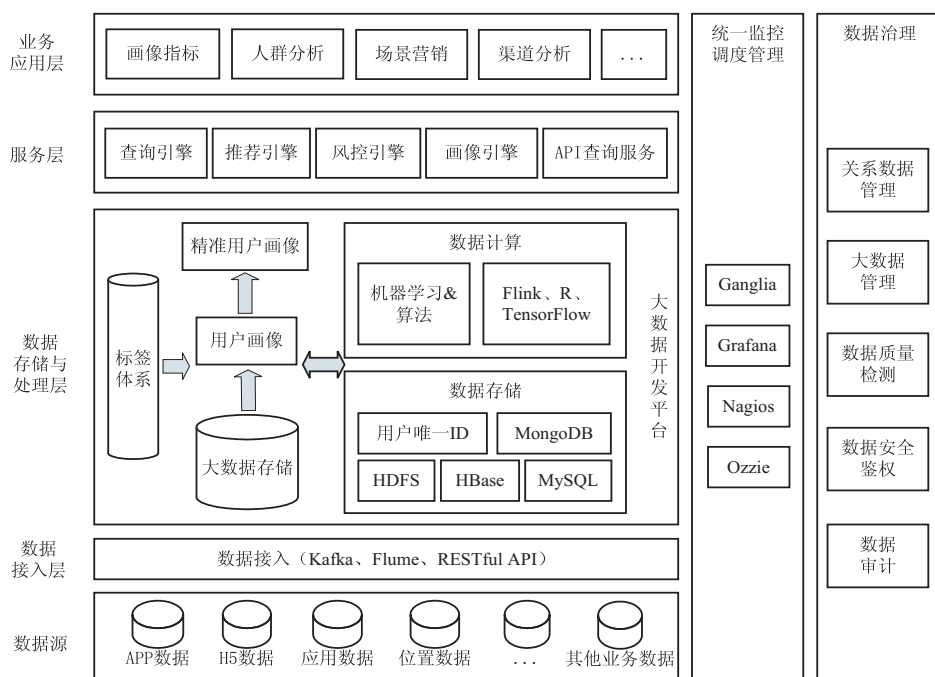 业务
应用层
画像指标
人群分析
场景营销
渠道分析
...
服务层
查询引擎
推荐引擎
风控引擎
画像引擎
API查询服务
数据
存储与
处理层
标签
体系
精准用户画像
用户画像
大数据存储
数据计算
机器学习&
算法
Flink、R、
TensorFlow
数据存储
用户唯一ID
MongoDB
HDFS
HBase
MySQL
大数据开发平台
数据
接入层
数据接入（Kafka、Flume、RESTful API）
数据源
APP数据
H5数据
应用数据
位置数据
...
其他业务数据
统一监控
调度管理
Ganglia
Grafana
Nagios
Ozzie
数据治理
关系数据
管理
大数据
管理
数据质量
检测
数据安全
鉴权
数据
审计